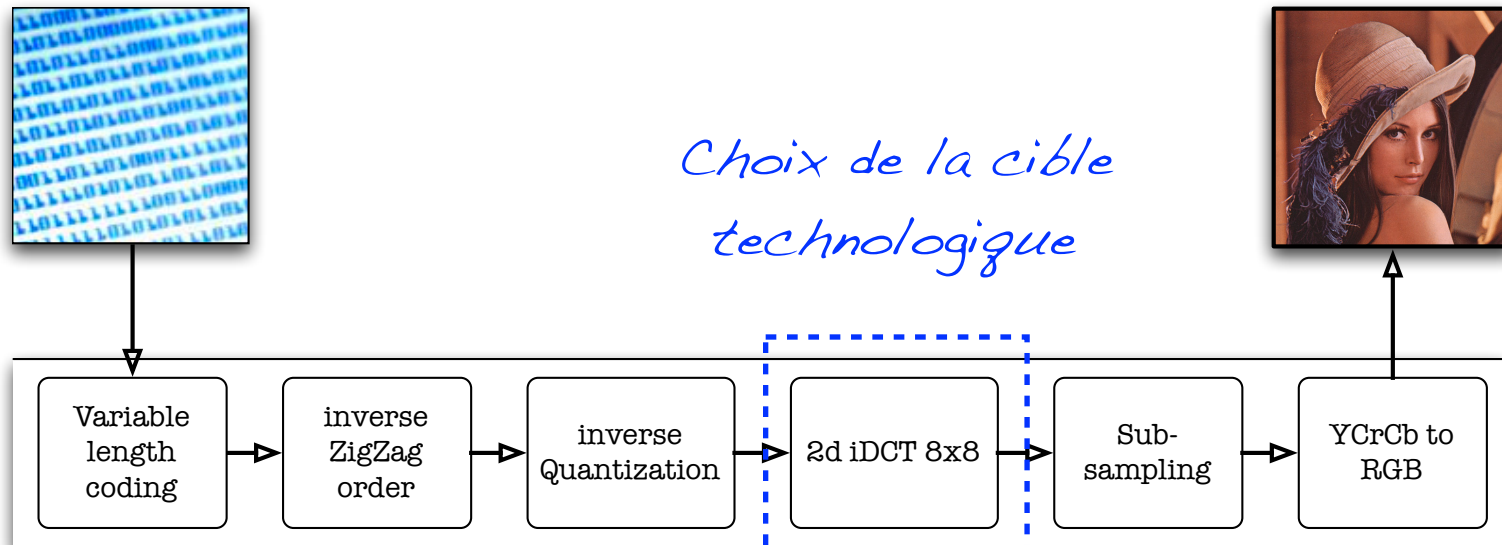 Choix de la cible
technologique
Variable
length
coding
inverse
ZigZag
order
inverse
Quantization
2d iDCT 8x8
Sub-
sampling
YCrCb to
RGB